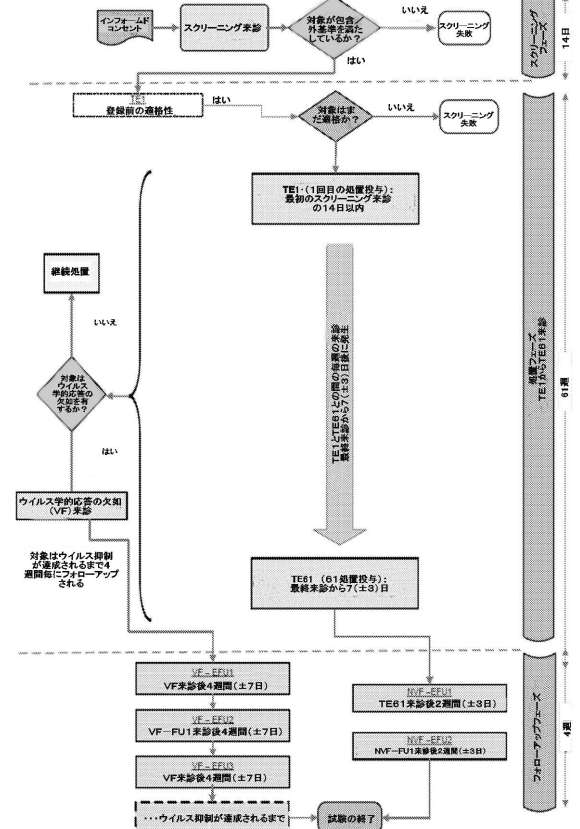 インフォームド
コンセント
スクリーニング来診
対象が包含／
外基準を満た
しているか？
いいえ
スクリーニング
失敗
はい
スクリーニング
フェーズ
14日
TE1
登録前の適格性
はい
対象はま
だ適格か？
いいえ
スクリーニング
失敗
TE1・(1回目の処置投与)：
最初のスクリーニング来診
の14日以内
継続処置
いいえ
対象は
ウイルス
学的応答の
欠如を有
するか？
はい
ウイルス学的応答の欠如
(VF)来診
対象はウイルス抑制
が達成されるまで4
週間毎にフォローアップ
される
TE1とTE61との間の毎週の来診
最終来診から7(±3)日後に発生
TE61 (61処置投与)：
最終来診から7(±3)日
処置フェーズ
TE1からTE61来診
61週
VF－EFU1
VF来診後4週間(±7日)
VF－EFU2
VF－FU1来診後4週間(±7日)
VF－EFU3
VF来診後4週間(±7日)
・・・ウイルス抑制が達成されるまで
NVF－EFU1
TE61来診後2週間(±3日)
NVF－EFU2
NVF－FU1来診後2週間(±3日)
試験の終了
フォローアップフェーズ
4週